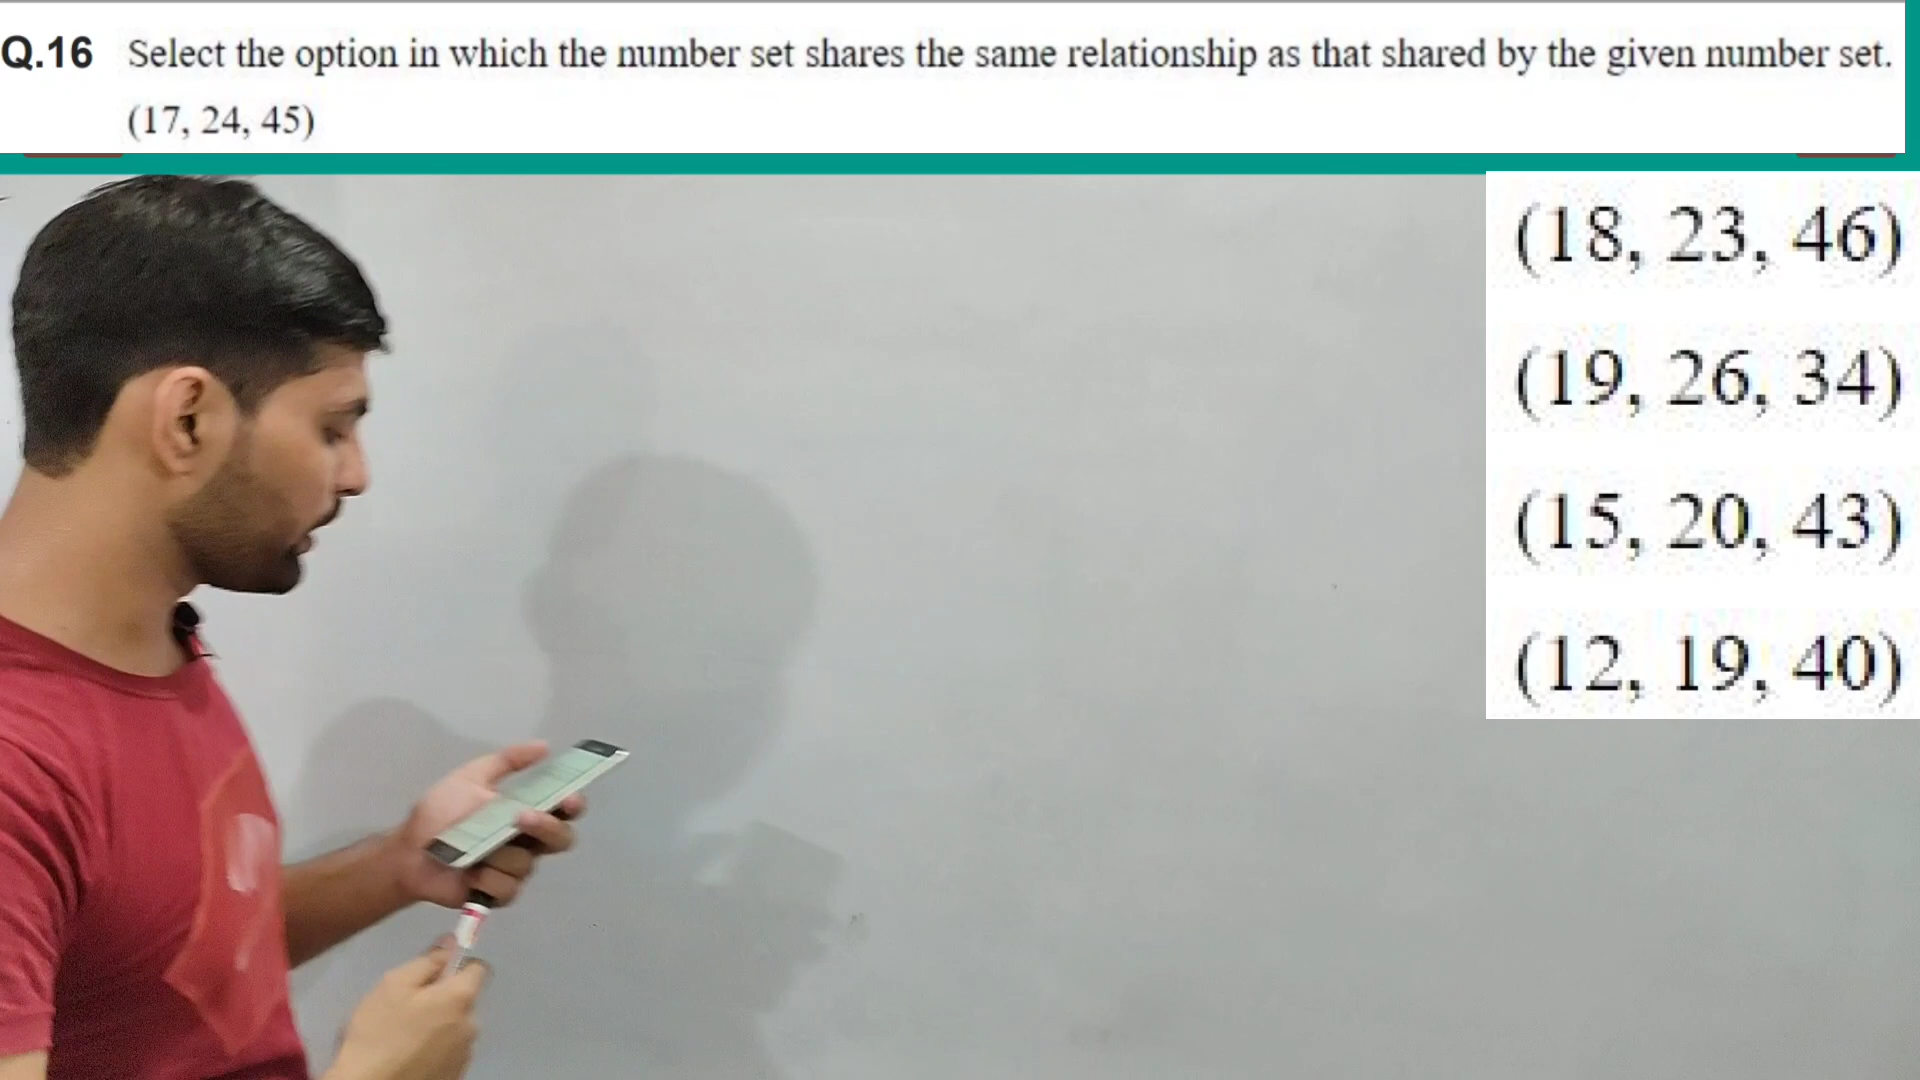 Q.16 Select the option in which the number set shares the same relationship as that shared by the given number set.
(17, 24, 45)
(18, 23, 46)
(19, 26, 34)
(15, 20, 43)
(12, 19, 40)